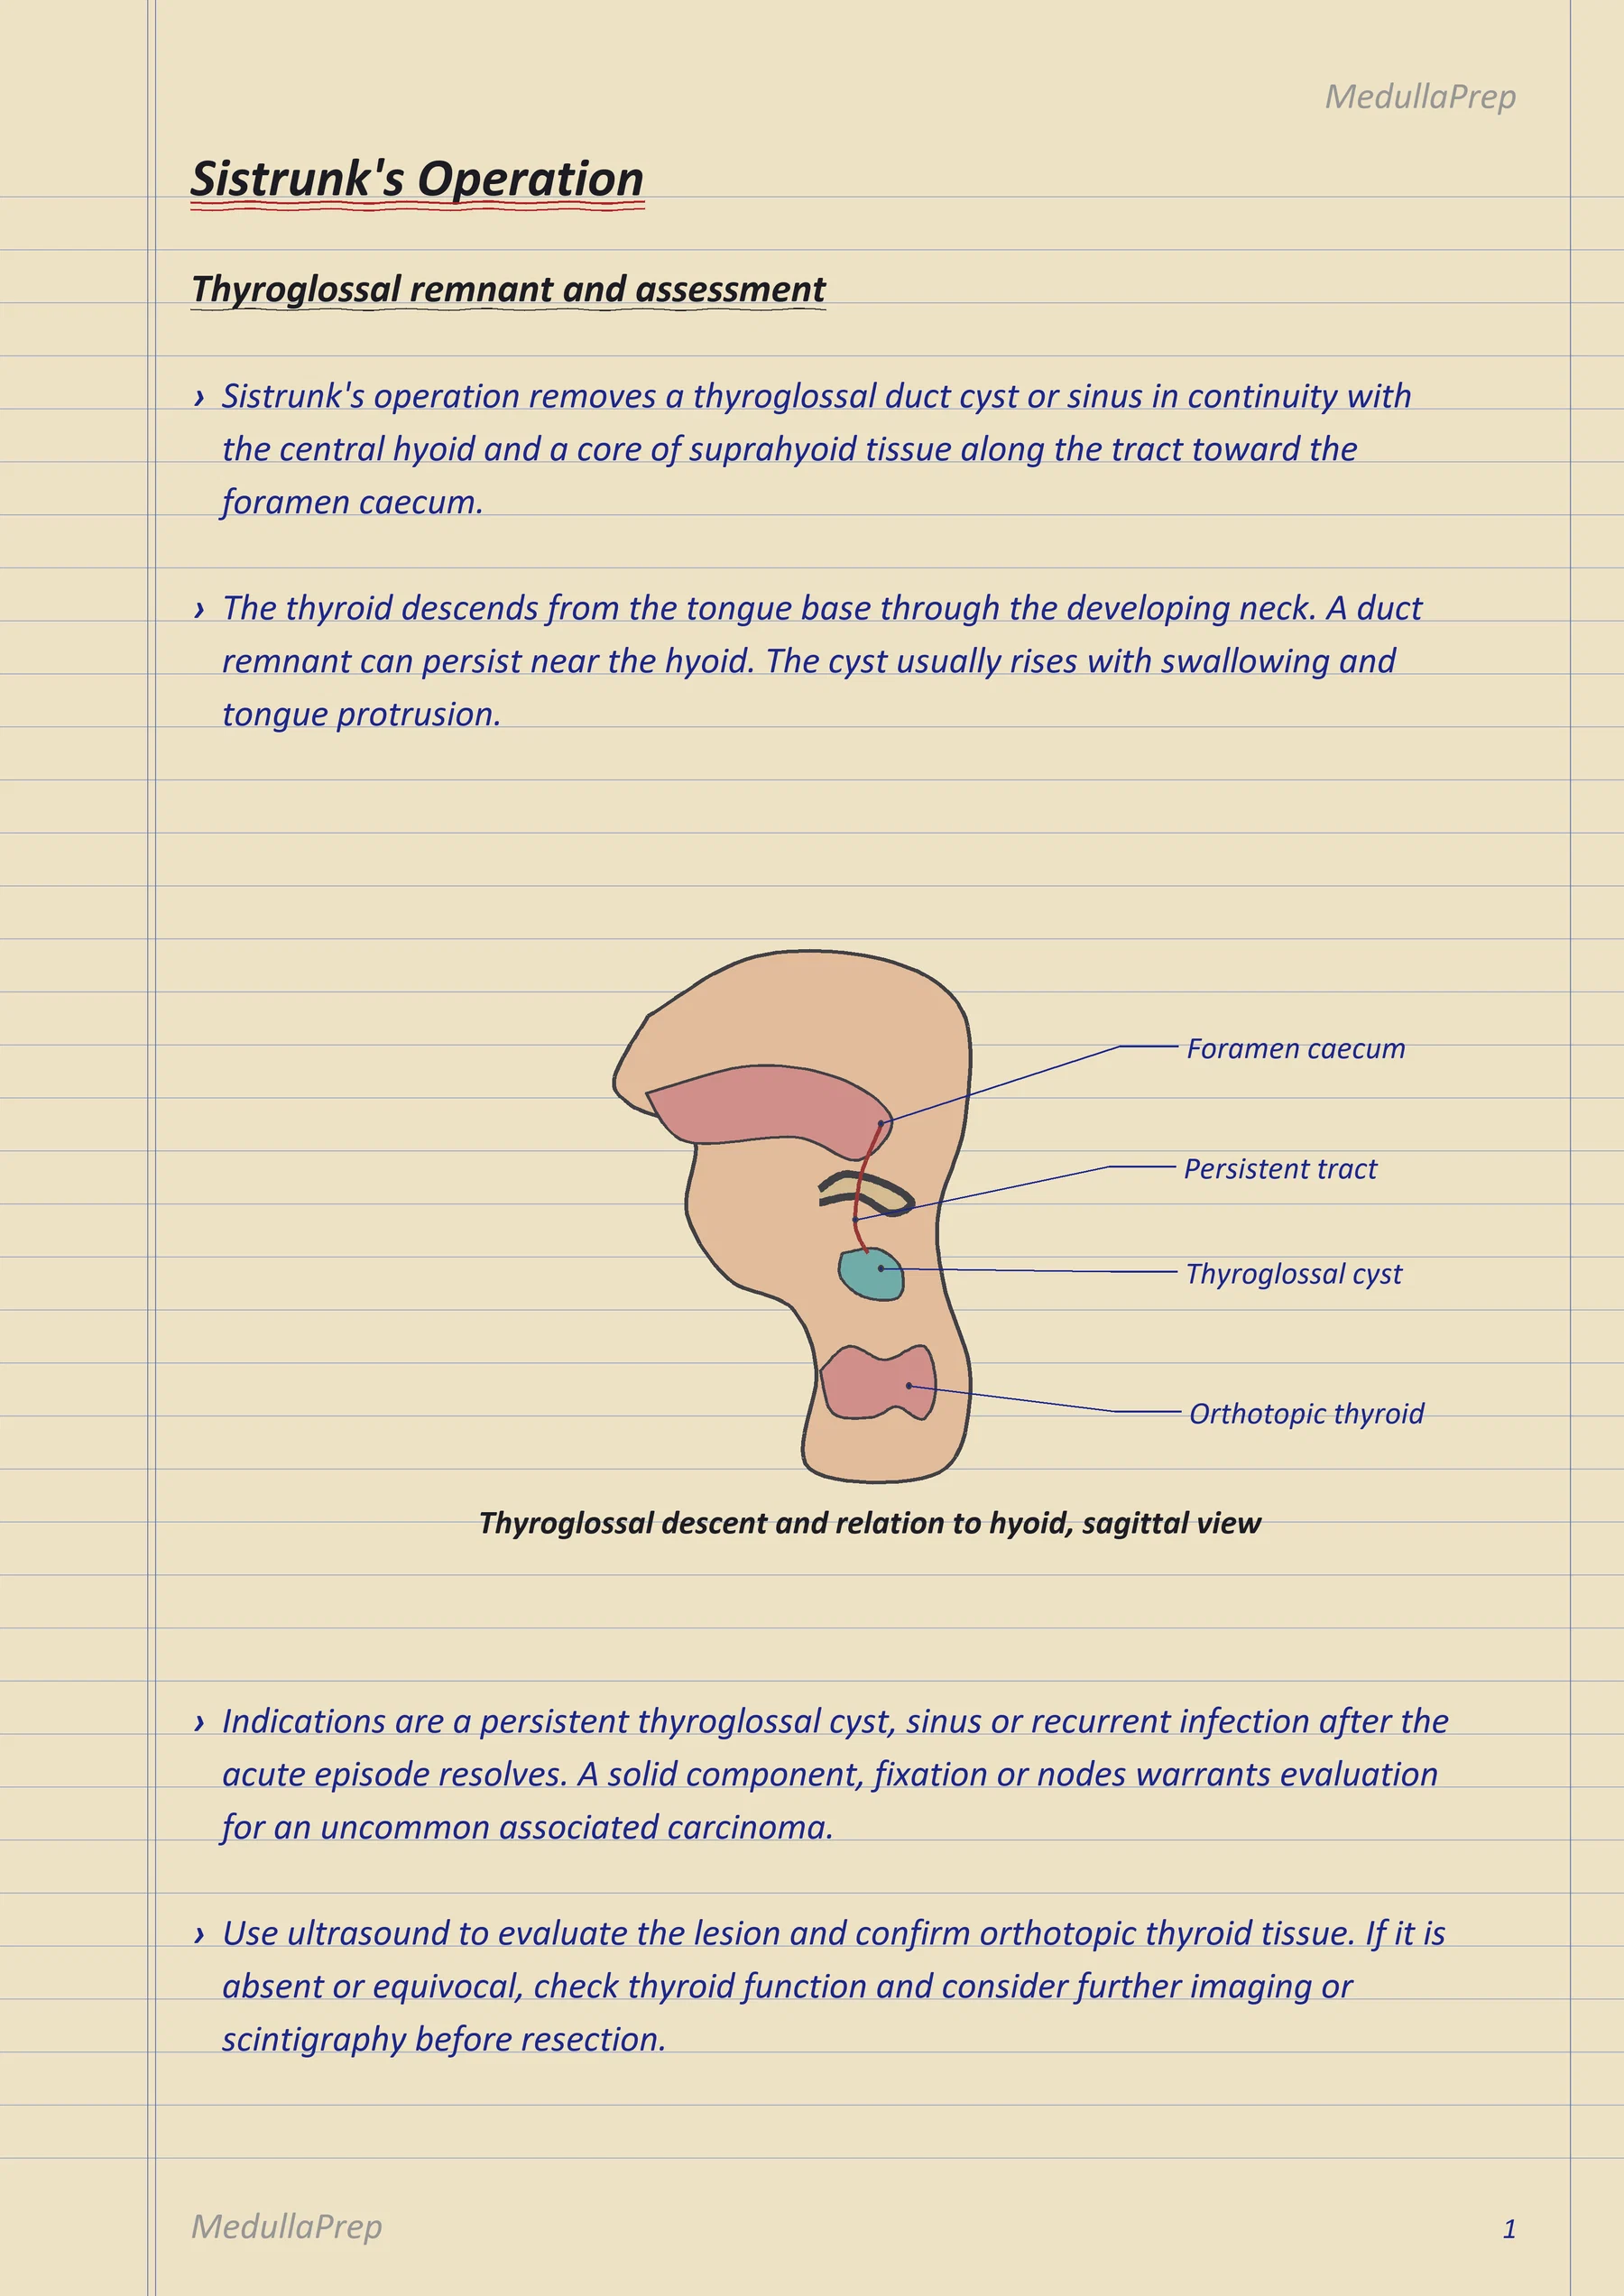 MedullaPrep
Sistrunk's Operation
Thyroglossal remnant and assessment
› Sistrunk's operation removes a thyroglossal duct cyst or sinus in continuity with
the central hyoid and a core of suprahyoid tissue along the tract toward the
foramen caecum.
› The thyroid descends from the tongue base through the developing neck. A duct
remnant can persist near the hyoid. The cyst usually rises with swallowing and
tongue protrusion.
Foramen caecum
Persistent tract
Thyroglossal cyst
Orthotopic thyroid
Thyroglossal descent and relation to hyoid, sagittal view
› Indications are a persistent thyroglossal cyst, sinus or recurrent infection after the
acute episode resolves. A solid component, fixation or nodes warrants evaluation
for an uncommon associated carcinoma.
› Use ultrasound to evaluate the lesion and confirm orthotopic thyroid tissue. If it is
absent or equivocal, check thyroid function and consider further imaging or
scintigraphy before resection.
MedullaPrep
1